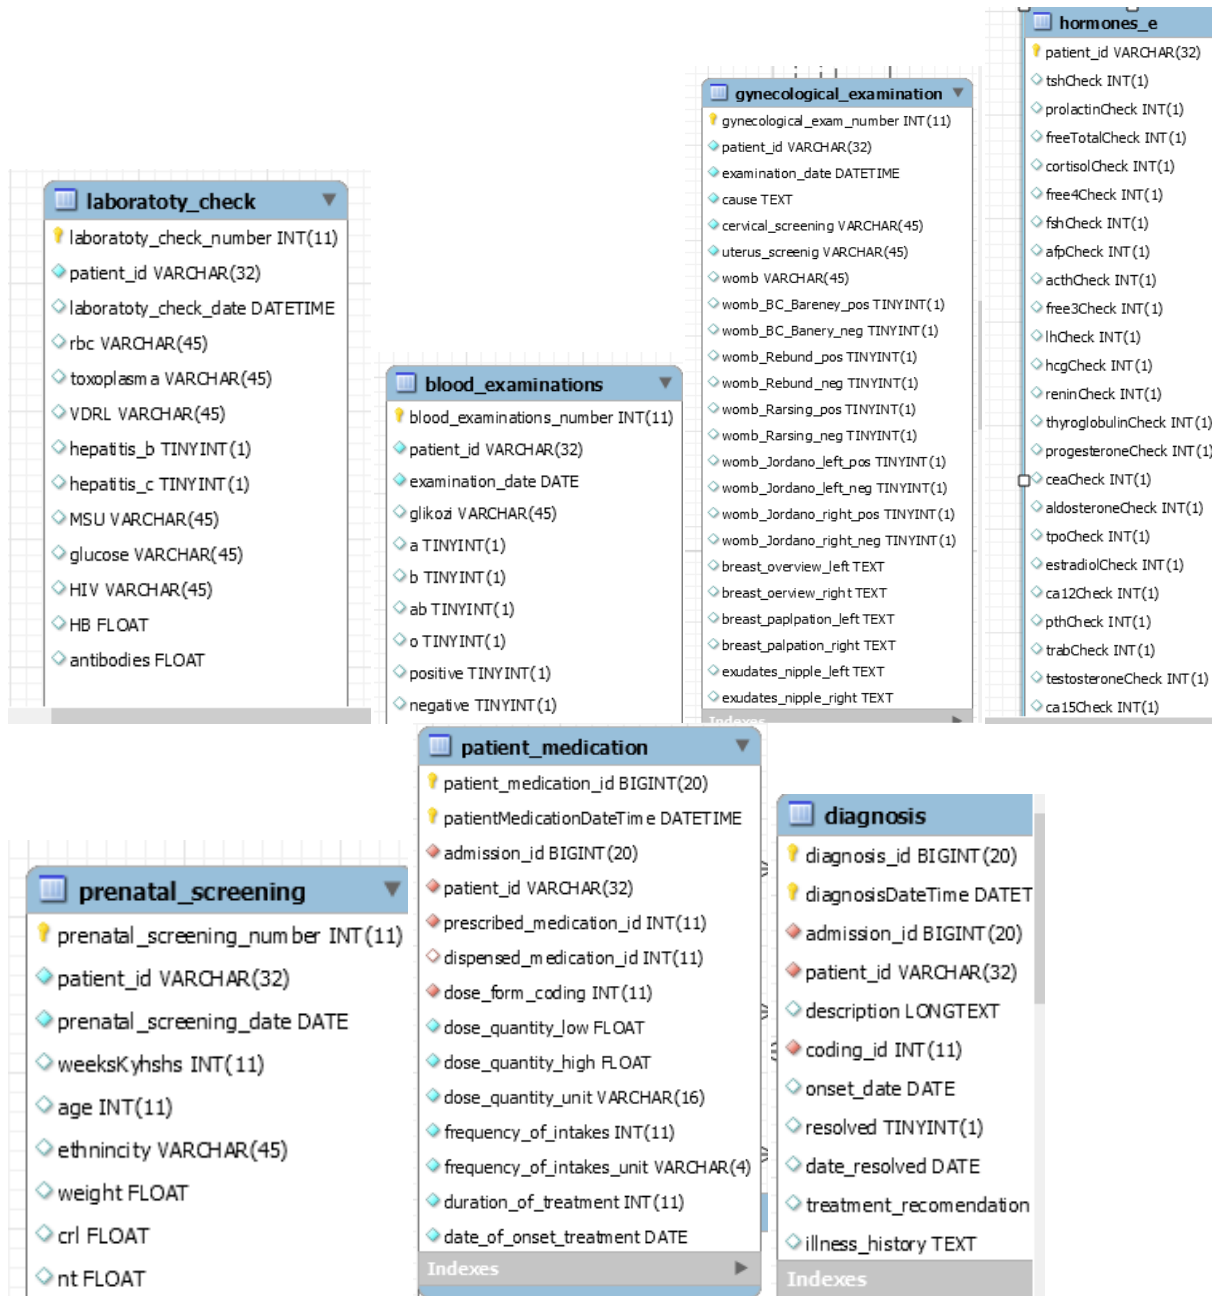 laboratoty_check
laboratoty_check_number INT(11)
patient_id VARCHAR(32)
laboratoty_check_date DATETIME
rbc VARCHAR(45)
toxoplasma VARCHAR(45)
VDRL VARCHAR(45)
hepatitis_b TINYINT(1)
hepatitis_c TINYINT(1)
MSU VARCHAR(45)
glucose VARCHAR(45)
HIV VARCHAR(45)
HB FLOAT
antibodies FLOAT
blood_examinations
blood_examinations_number INT(11)
patient_id VARCHAR(32)
examination_date DATE
glikozi VARCHAR(45)
a TINYINT(1)
b TINYINT(1)
ab TINYINT(1)
o TINYINT(1)
positive TINYINT(1)
negative TINYINT(1)
gynecological_examination
gynecological_exam_number INT(11)
patient_id VARCHAR(32)
examination_date DATETIME
cause TEXT
cervical_screening VARCHAR(45)
uterus_screenig VARCHAR(45)
womb VARCHAR(45)
womb_BC_Bareney_pos TINYINT(1)
womb_BC_Banery_neg TINYINT(1)
womb_Rebund_pos TINYINT(1)
womb_Rebund_neg TINYINT(1)
womb_Rarsing_pos TINYINT(1)
womb_Rarsing_neg TINYINT(1)
womb_Jordano_left_pos TINYINT(1)
womb_Jordano_left_neg TINYINT(1)
womb_Jordano_right_pos TINYINT(1)
womb_Jordano_right_neg TINYINT(1)
breast_overview_left TEXT
breast_oerview_right TEXT
breast_paplpation_left TEXT
breast_palpation_right TEXT
exudates_nipple_left TEXT
exudates_nipple_right TEXT
Indexes
hormones_e
patient_id VARCHAR(32)
tshCheck INT(1)
prolactinCheck INT(1)
freeTotalCheck INT(1)
cortisolCheck INT(1)
free4Check INT(1)
fshCheck INT(1)
afpCheck INT(1)
acthCheck INT(1)
free3Check INT(1)
lhCheck INT(1)
hcgCheck INT(1)
reninCheck INT(1)
thyroglobulinCheck INT(1)
progesteroneCheck INT(1)
ceaCheck INT(1)
aldosteroneCheck INT(1)
tpoCheck INT(1)
estradiolCheck INT(1)
ca12Check INT(1)
pthCheck INT(1)
trabCheck INT(1)
testosteroneCheck INT(1)
ca15Check INT(1)
prenatal_screening
prenatal_screening_number INT(11)
patient_id VARCHAR(32)
prenatal_screening_date DATE
weeksKyhshs INT(11)
age INT(11)
ethnincity VARCHAR(45)
weight FLOAT
crl FLOAT
nt FLOAT
patient_medication
patient_medication_id BIGINT(20)
patientMedicationDateTime DATETIME
admission_id BIGINT(20)
patient_id VARCHAR(32)
prescribed_medication_id INT(11)
dispensed_medication_id INT(11)
dose_form_coding INT(11)
dose_quantity_low FLOAT
dose_quantity_high FLOAT
dose_quantity_unit VARCHAR(16)
frequency_of_intakes INT(11)
frequency_of_intakes_unit VARCHAR(4)
duration_of_treatment INT(11)
date_of_onset_treatment DATE
Indexes
diagnosis
diagnosis_id BIGINT(20)
diagnosisDateTime DATET
admission_id BIGINT(20)
patient_id VARCHAR(32)
description LONGTEXT
coding_id INT(11)
onset_date DATE
resolved TINYINT(1)
date_resolved DATE
treatment_recomendation
illness_history TEXT
Indexes